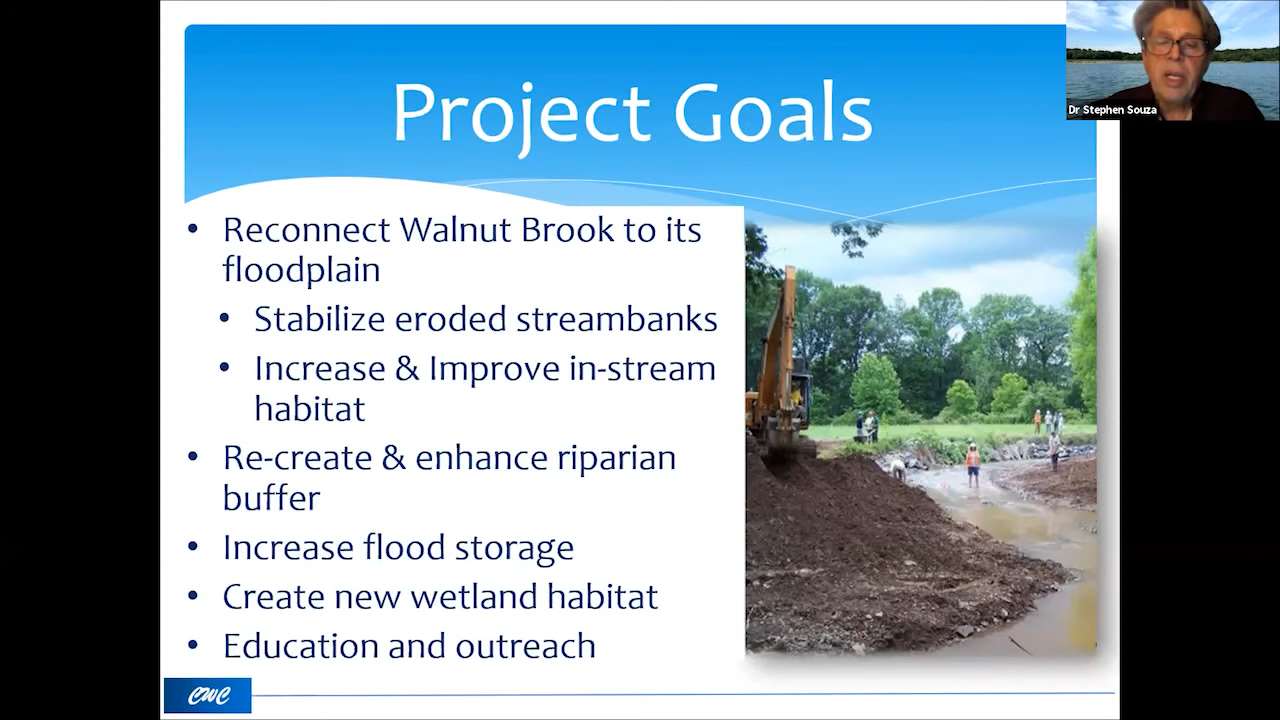 Project Goals
Dr Stephen Souza
• Reconnect Walnut Brook to its
floodplain
• Stabilize eroded streambanks
• Increase & Improve in-stream
habitat
• Re-create & enhance riparian
buffer
• Increase flood storage
• Create new wetland habitat
• Education and outreach
CWC